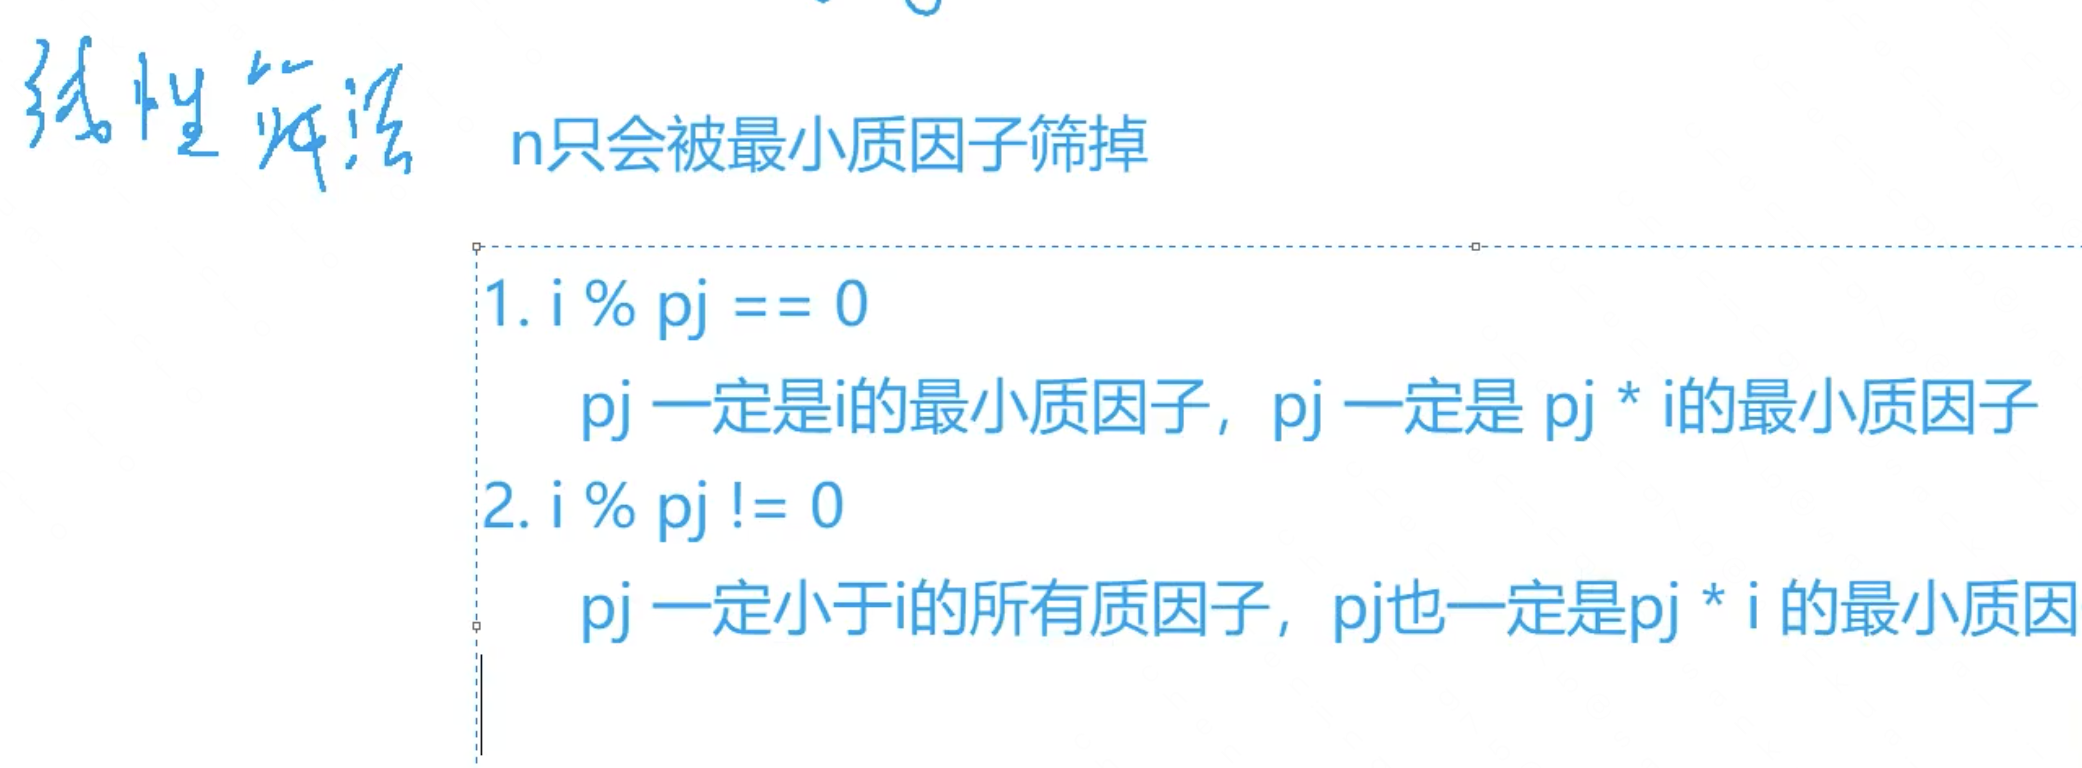 线性筛法
n只会被最小质因子筛掉
1. i % pj == 0
pj 一定是i的最小质因子，pj 一定是 pj * i的最小质因子
2. i % pj != 0
pj 一定小于i的所有质因子，pj也一定是pj * i 的最小质因